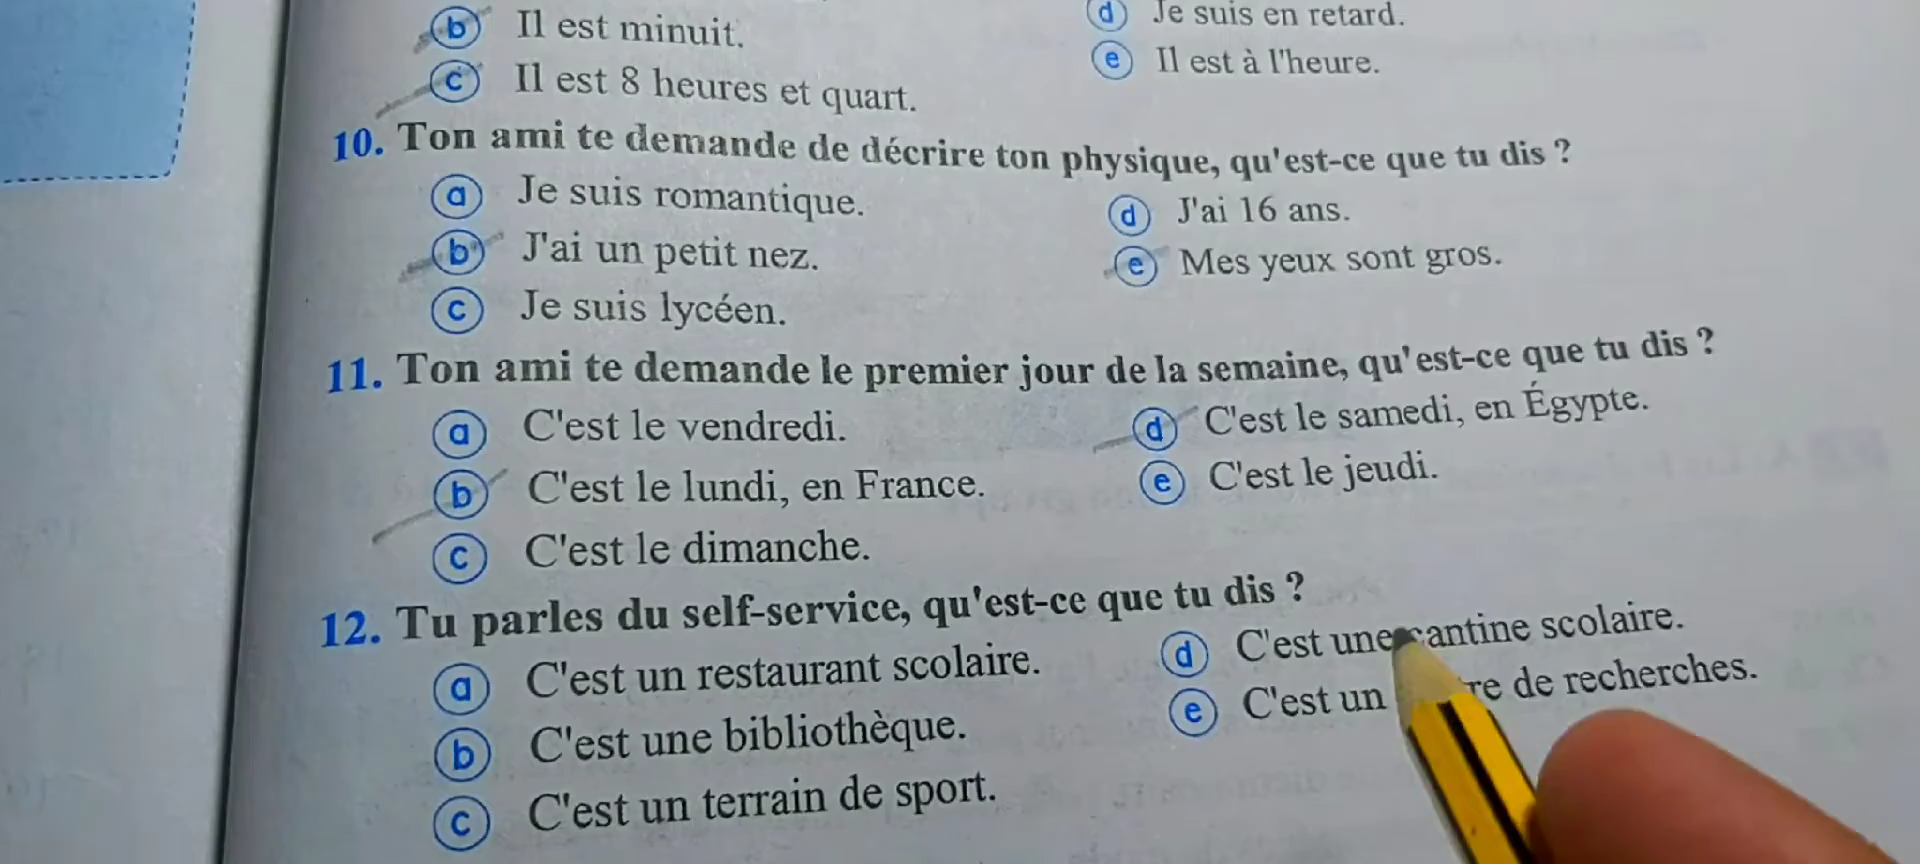 b Il est minuit.
c Il est 8 heures et quart.
d Je suis en retard.
e Il est à l'heure.
10. Ton ami te demande de décrire ton physique, qu'est-ce que tu dis ?
a Je suis romantique.
b J'ai un petit nez.
c Je suis lycéen.
d J'ai 16 ans.
e Mes yeux sont gros.
11. Ton ami te demande le premier jour de la semaine, qu'est-ce que tu dis ?
a C'est le vendredi.
b C'est le lundi, en France.
c C'est le dimanche.
d C'est le samedi, en Égypte.
e C'est le jeudi.
12. Tu parles du self-service, qu'est-ce que tu dis ?
a C'est un restaurant scolaire.
b C'est une bibliothèque.
c C'est un terrain de sport.
d C'est une cantine scolaire.
e C'est un de recherches.